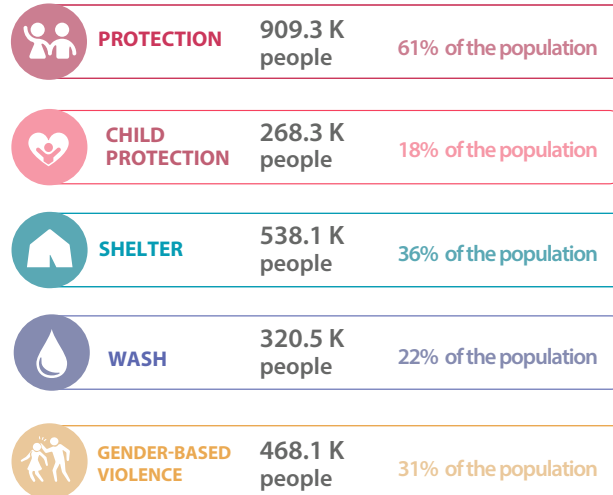 PROTECTION
909.3 K
people
61% of the population
CHILD
PROTECTION
268.3 K
people
18% of the population
SHELTER
538.1 K
people
36% of the population
WASH
320.5 K
people
22% of the population
GENDER-BASED
VIOLENCE
468.1 K
people
31% of the population